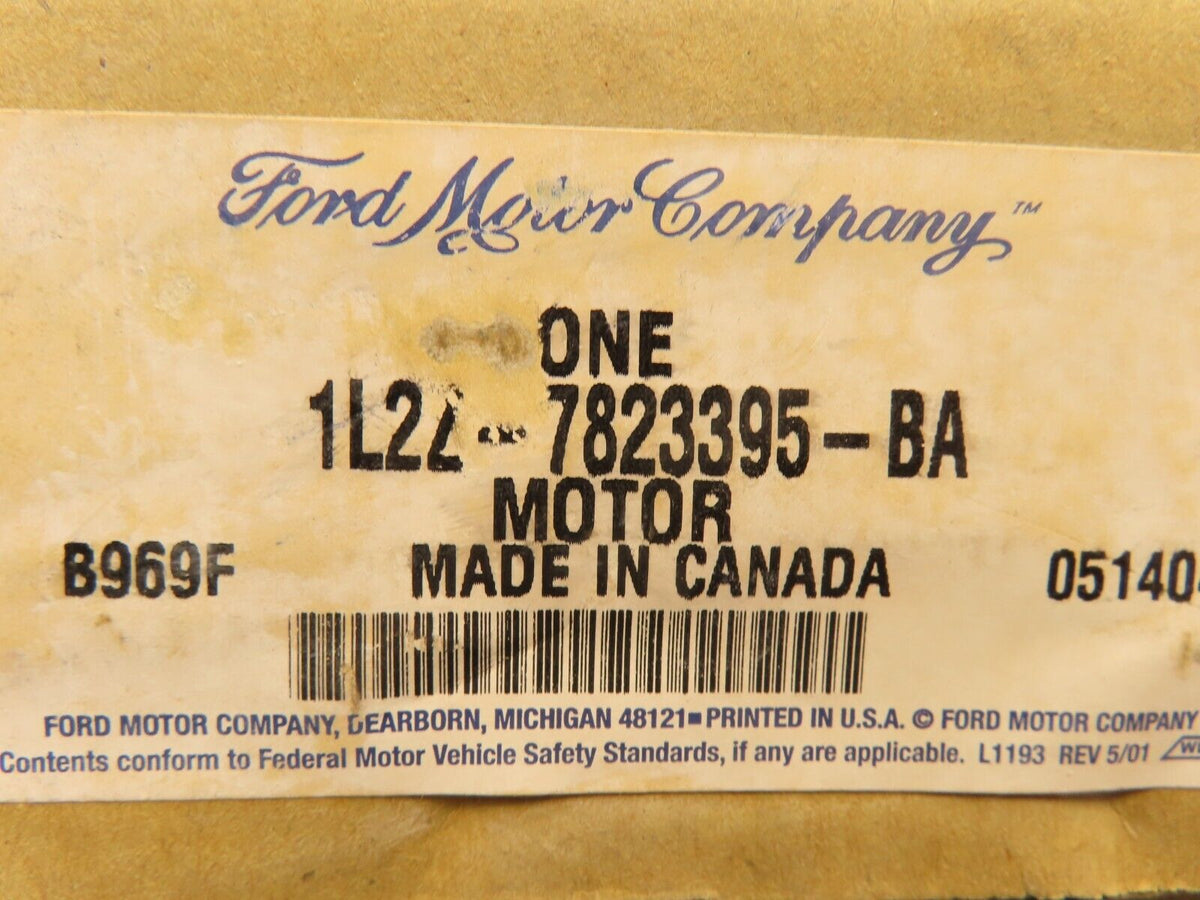 Ford Motor Company™
ONE
1L2Z-7823395-BA
MOTOR
B969F MADE IN CANADA 05140
FORD MOTOR COMPANY, DEARBORN, MICHIGAN 48121■PRINTED IN U.S.A. © FORD MOTOR COMPANY
Contents conform to Federal Motor Vehicle Safety Standards, if any are applicable. L1193 REV 5/01